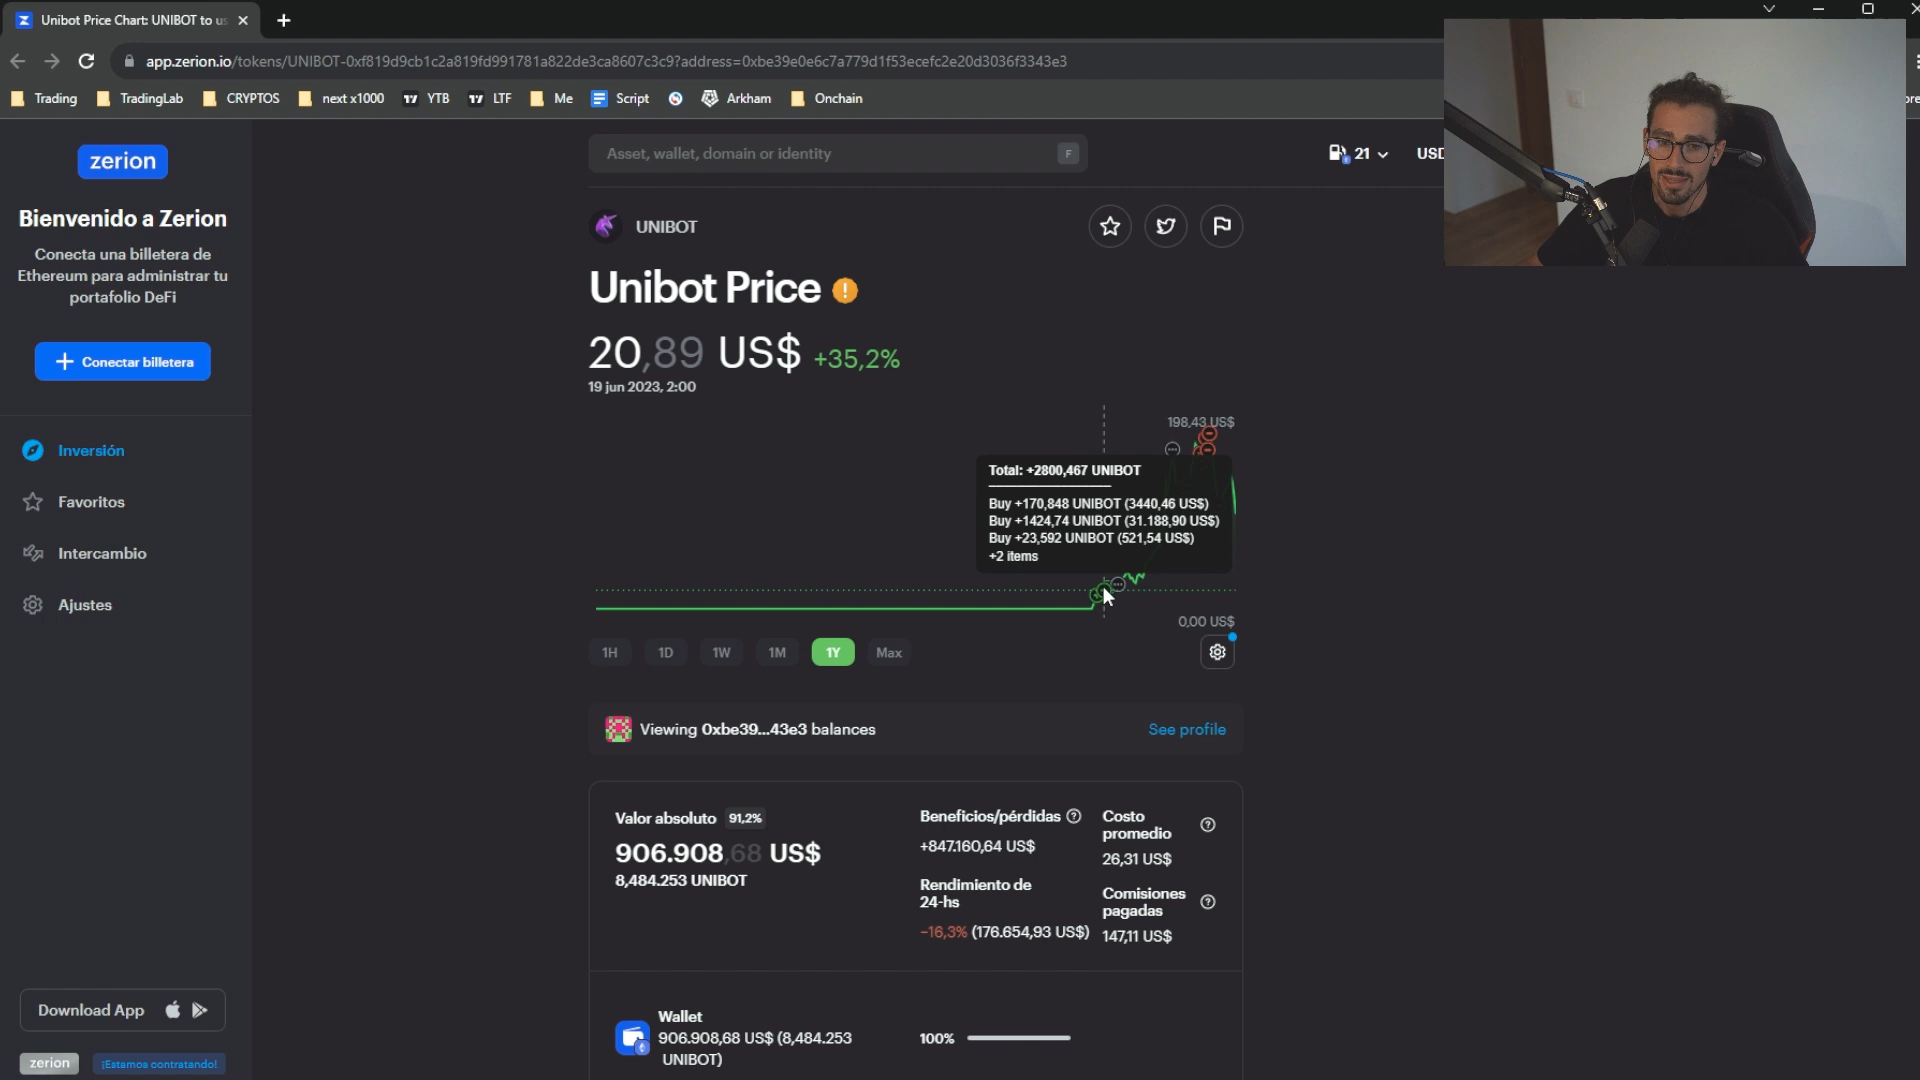 Unibot Price Chart: UNIBOT to us
app.zerion.io/tokens/UNIBOT-0xf819d9cb1c2a819fd991781a822de3ca8607c3c9?address=0xbe39e0e6c7a779d1f53ecefc2e20d3036f3343e3
Trading TradingLab CRYPTOS next x1000 YTB LTF Me Script Arkham Onchain
zerion
Bienvenido a Zerion
Conecta una billetera de
Ethereum para administrar tu
portafolio DeFi
+ Conectar billetera
Inversión
Favoritos
Intercambio
Ajustes
Download App
zerion
¡Estamos contratando!
Asset, wallet, domain or identity F
21 USD
UNIBOT
Unibot Price !
20,89 US$ +35,2%
19 jun 2023, 2:00
198,43 US$
Total: +2800,467 UNIBOT
Buy +170,848 UNIBOT (3440,46 US$)
Buy +1424,74 UNIBOT (31.188,90 US$)
Buy +23,592 UNIBOT (521,54 US$)
+2 items
0,00 US$
1H 1D 1W 1M 1Y Max
Viewing 0xbe39...43e3 balances See profile
Valor absoluto 91,2%
906.908,68 US$
8,484.253 UNIBOT
Beneficios/pérdidas ?
+847.160,64 US$
Costo
promedio ?
26,31 US$
Rendimiento de
24-hs
−16,3% (176.654,93 US$)
Comisiones
pagadas ?
147,11 US$
Wallet
906.908,68 US$ (8,484.253
UNIBOT)
100%